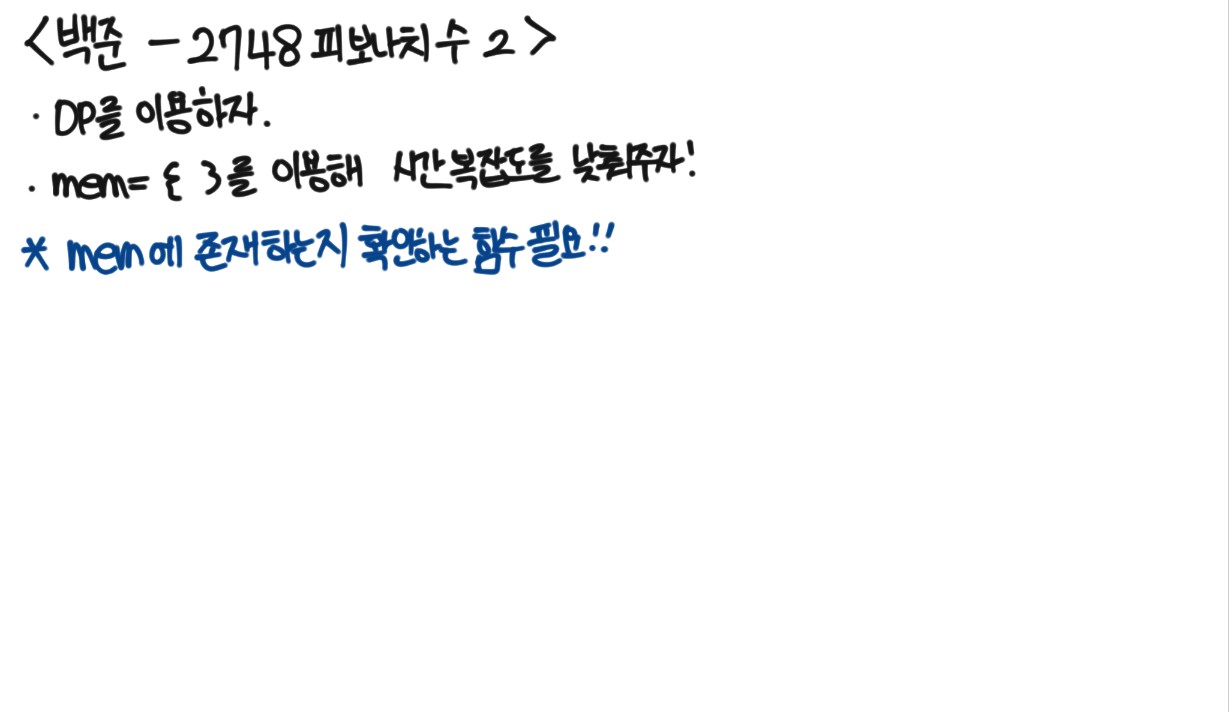 <백준 - 2748 피보나치 수 2>
· DP를 이용하자.
· mem= { }를 이용해 시간복잡도를 낮춰주자!
* mem에 존재하는지 확인하는 함수 필요!!